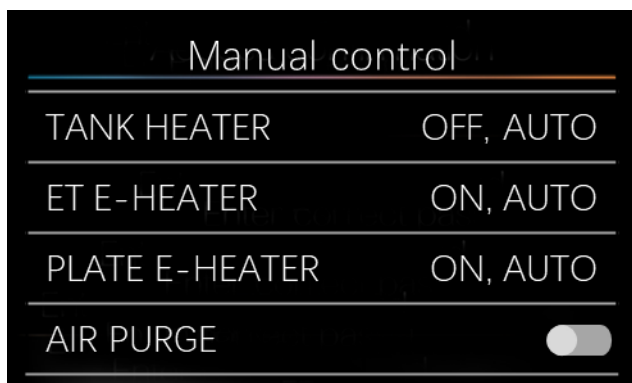 Manual control
TANK HEATER OFF, AUTO
ET E-HEATER ON, AUTO
PLATE E-HEATER ON, AUTO
AIR PURGE